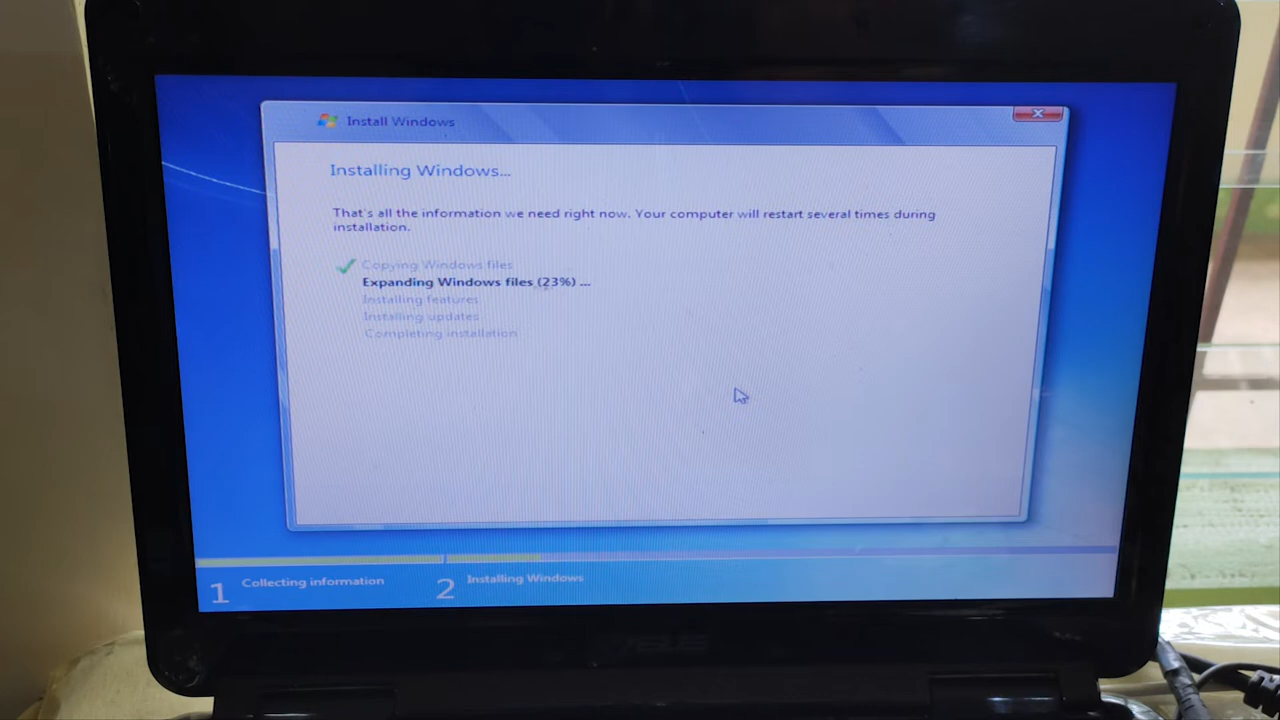 Install Windows
Installing Windows...
That's all the information we need right now. Your computer will restart several times during
installation.
Copying Windows files
Expanding Windows files (23%) ...
Installing features
Installing updates
Completing installation
1 Collecting information
2 Installing Windows
ASUS